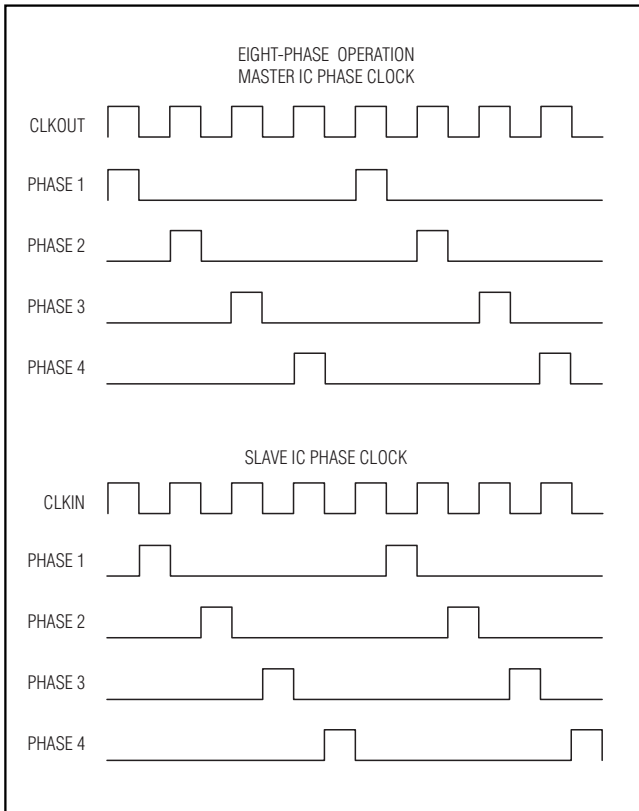 EIGHT-PHASE OPERATION
MASTER IC PHASE CLOCK
CLKOUT
PHASE 1
PHASE 2
PHASE 3
PHASE 4
SLAVE IC PHASE CLOCK
CLKIN
PHASE 1
PHASE 2
PHASE 3
PHASE 4